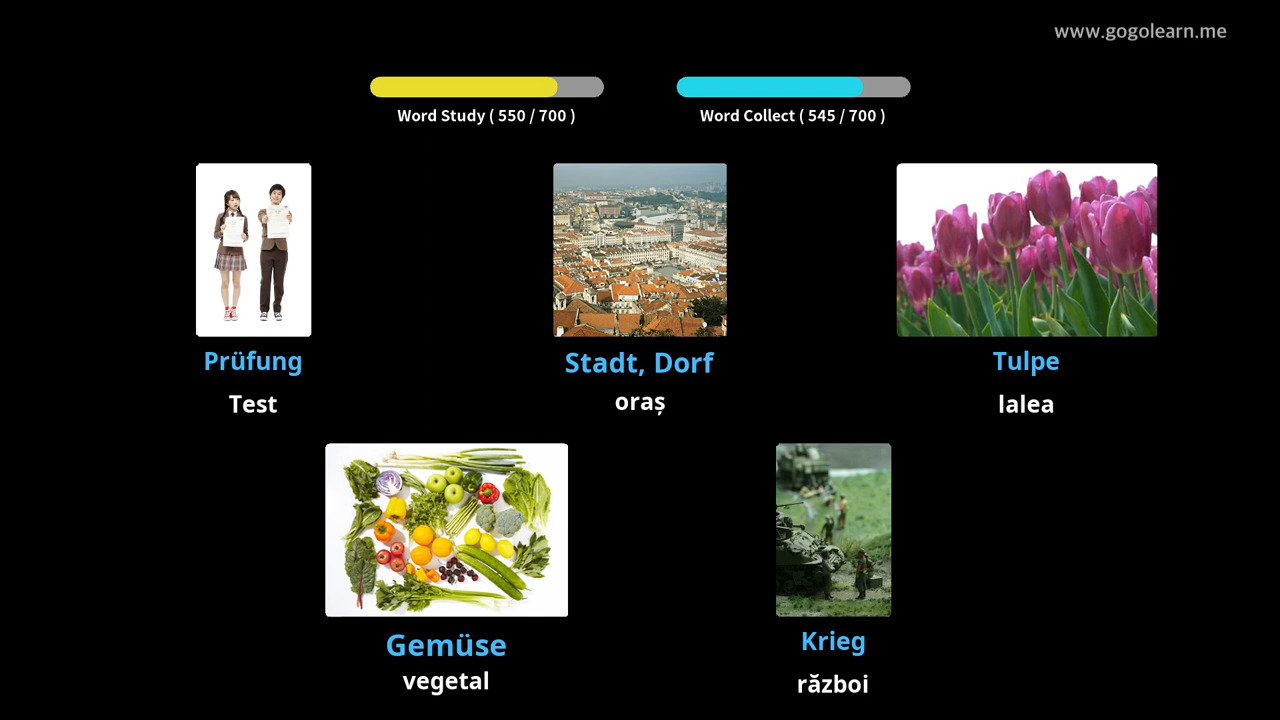 www.gogolearn.me
Word Study ( 550 / 700 )
Word Collect ( 545 / 700 )
Prüfung
Test
Stadt, Dorf
oraș
Tulpe
lalea
Gemüse
vegetal
Krieg
război